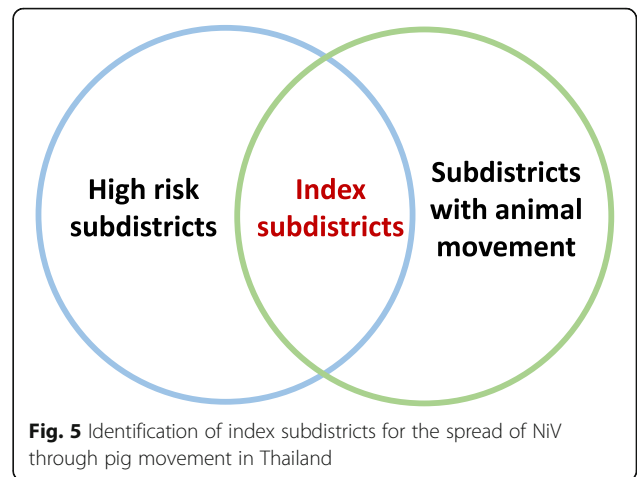 High risk
subdistricts
Index
subdistricts
Subdistricts
with animal
movement
Fig. 5 Identification of index subdistricts for the spread of NiV
through pig movement in Thailand